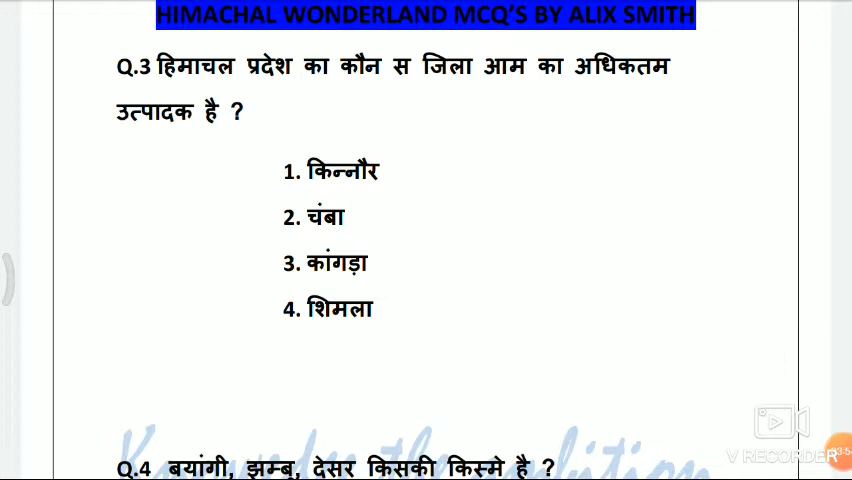 HIMACHAL WONDERLAND MCQ'S BY ALIX SMITH
Q.3 हिमाचल प्रदेश का कौन स जिला आम का अधिकतम
उत्पादक है ?
1. किन्नौर
2. चंबा
3. कांगड़ा
4. शिमला
Q.4 बयांगी, झम्बू, देसर किसकी किस्मे है ?
V RECORDER